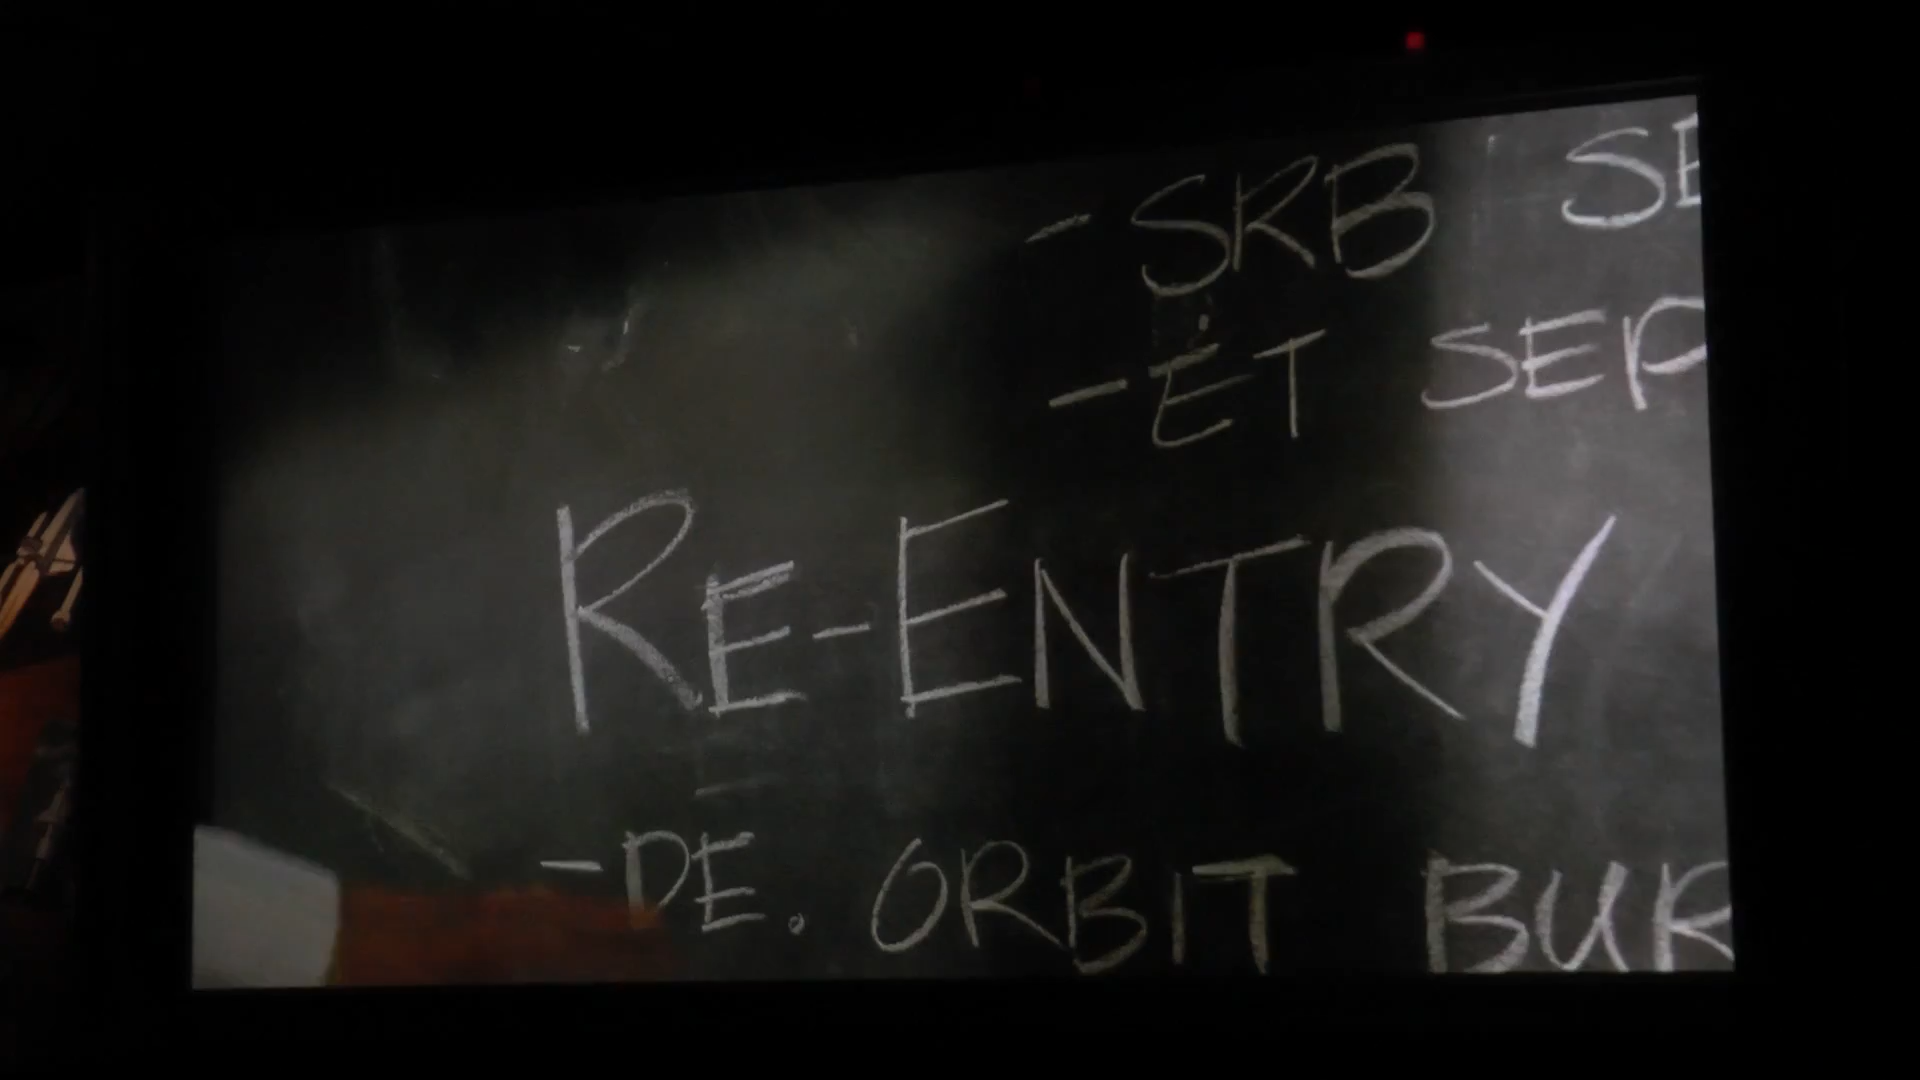 - SRB SE
- ET SEP
RE-ENTRY
- DE. ORBIT BUR